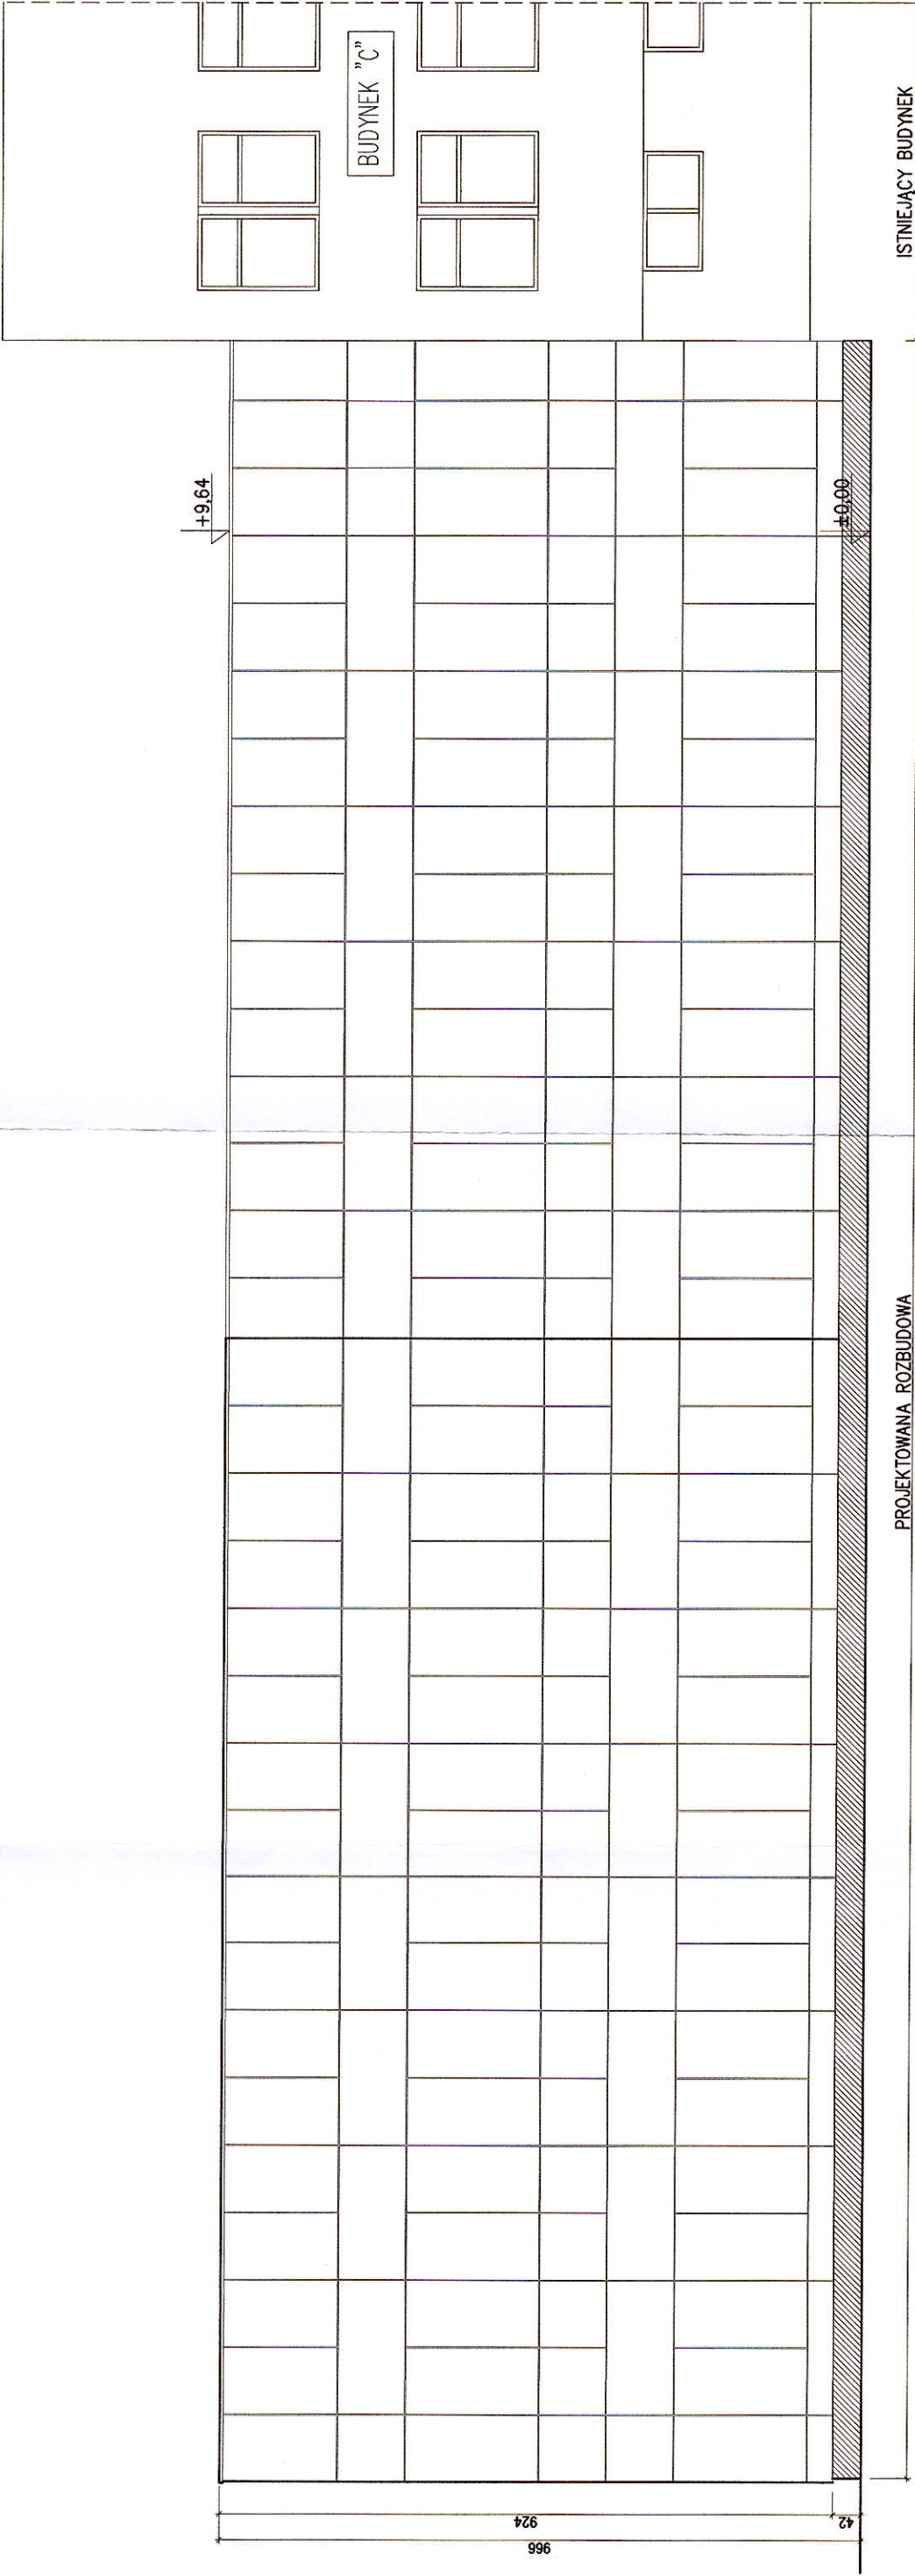 BUDYNEK "C"
+9,64
±0,00
ISTNIEJĄCY BUDYNEK
PROJEKTOWANA ROZBUDOWA
924
42
966